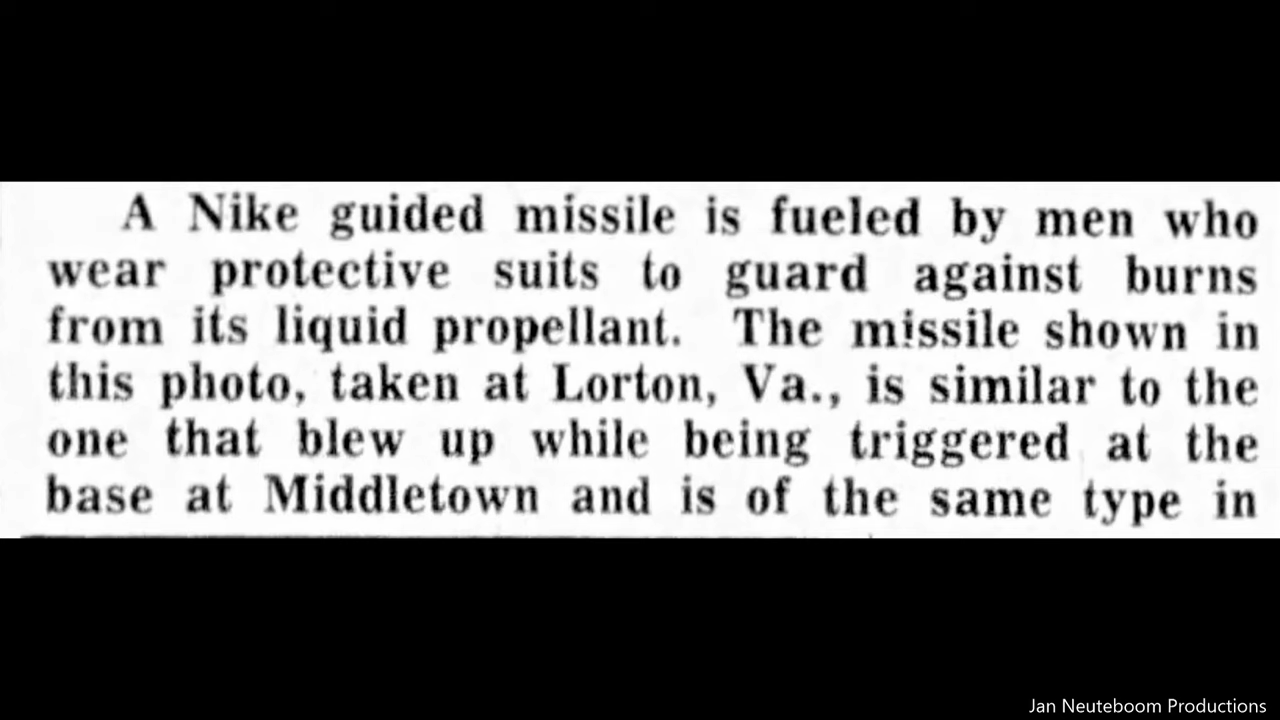 A Nike guided missile is fueled by men who
wear protective suits to guard against burns
from its liquid propellant. The missile shown in
this photo, taken at Lorton, Va., is similar to the
one that blew up while being triggered at the
base at Middletown and is of the same type in
Jan Neuteboom Productions